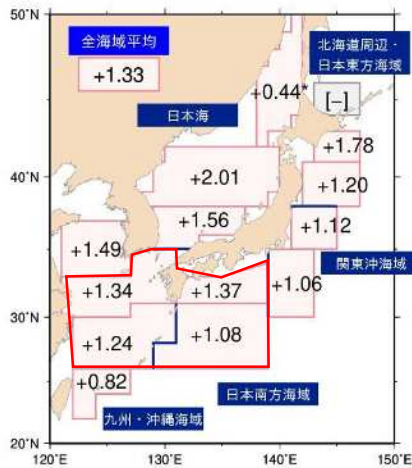 50°N
40°N
30°N
20°N
120°E
130°E
140°E
150°E
全海域平均
+1.33
北海道周辺・
日本東方海域
[−]
日本海
+0.44*
+1.78
+2.01
+1.20
+1.56
+1.12
+1.49
関東沖海域
+1.34
+1.37
+1.06
+1.24
+1.08
+0.82
日本南方海域
九州・沖縄海域